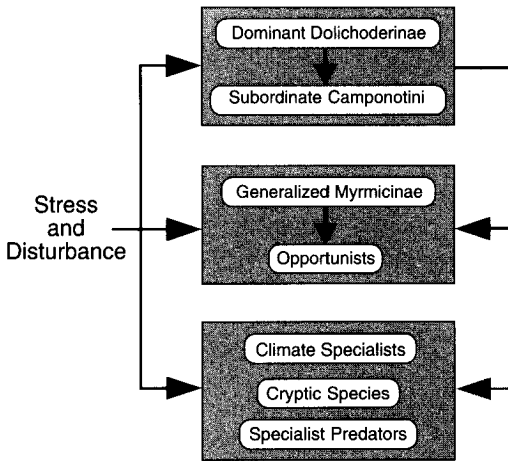 Dominant Dolichoderinae
Subordinate Camponotini
Generalized Myrmicinae
Opportunists
Stress
and
Disturbance
Climate Specialists
Cryptic Species
Specialist Predators